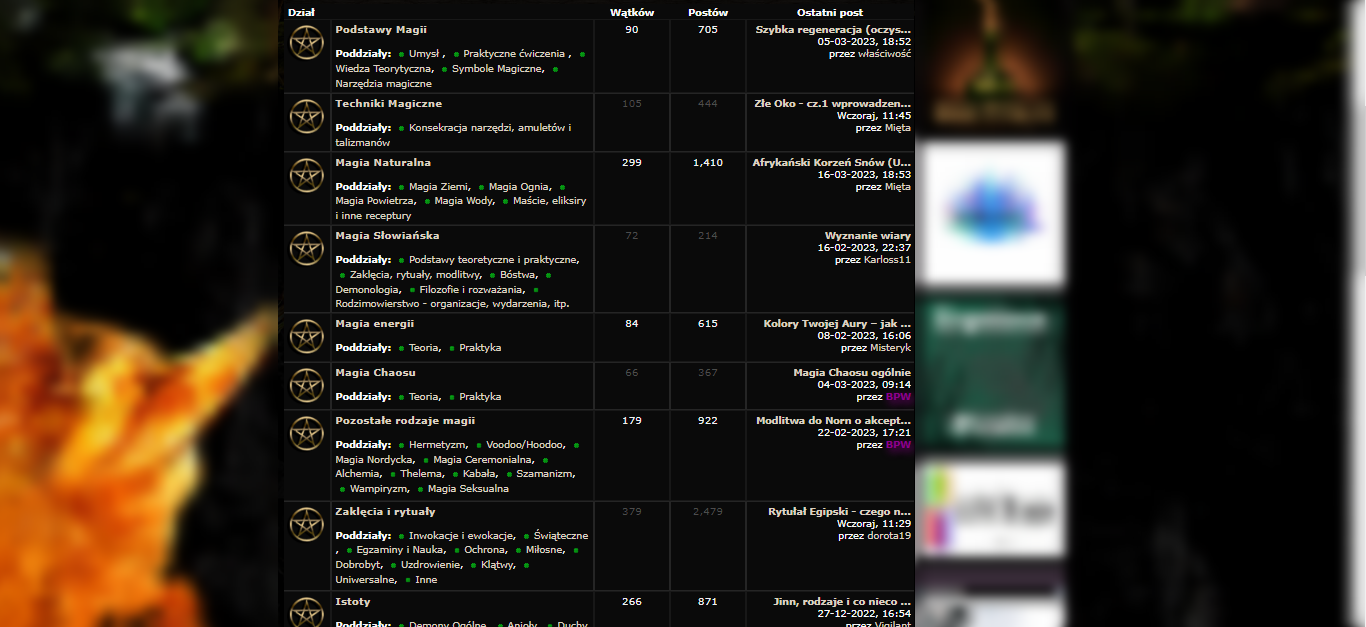 Dział Wątków Postów Ostatni post
Podstawy Magii 90 705 Szybka regeneracja (oczys...
05-03-2023, 18:52
Poddziały: Umysł , Praktyczne ćwiczenia , przez właściwość
Wiedza Teorytyczna, Symbole Magiczne,
Narzędzia magiczne
Techniki Magiczne 105 444 Złe Oko - cz.1 wprowadzen...
Wczoraj, 11:45
Poddziały: Konsekracja narzędzi, amuletów i przez Mięta
talizmanów
Magia Naturalna 299 1,410 Afrykański Korzeń Snów (U...
16-03-2023, 18:53
Poddziały: Magia Ziemi, Magia Ognia, przez Mięta
Magia Powietrza, Magia Wody, Maście, eliksiry
i inne receptury
Magia Słowiańska 72 214 Wyznanie wiary
16-02-2023, 22:37
Poddziały: Podstawy teoretyczne i praktyczne, przez Karloss11
Zaklęcia, rytuały, modlitwy, Bóstwa,
Demonologia, Filozofie i rozważania,
Rodzimowierstwo - organizacje, wydarzenia, itp.
Magia energii 84 615 Kolory Twojej Aury – jak ...
08-02-2023, 16:06
Poddziały: Teoria, Praktyka przez Misteryk
Magia Chaosu 66 367 Magia Chaosu ogólnie
04-03-2023, 09:14
Poddziały: Teoria, Praktyka przez BPW
Pozostałe rodzaje magii 179 922 Modlitwa do Norn o akcept...
22-02-2023, 17:21
Poddziały: Hermetyzm, Voodoo/Hoodoo, przez BPW
Magia Nordycka, Magia Ceremonialna,
Alchemia, Thelema, Kabała, Szamanizm,
Wampiryzm, Magia Seksualna
Zaklęcia i rytuały 379 2,479 Rytułał Egipski - czego n...
Wczoraj, 11:29
Poddziały: Inwokacje i ewokacje, Świąteczne przez dorota19
, Egzaminy i Nauka, Ochrona, Miłosne,
Dobrobyt, Uzdrowienie, Klątwy,
Uniwersalne, Inne
Istoty 266 871 Jinn, rodzaje i co nieco ...
27-12-2022, 16:54
Poddziały: Demony Ogólne, Anioły, Duchy przez Vigilant